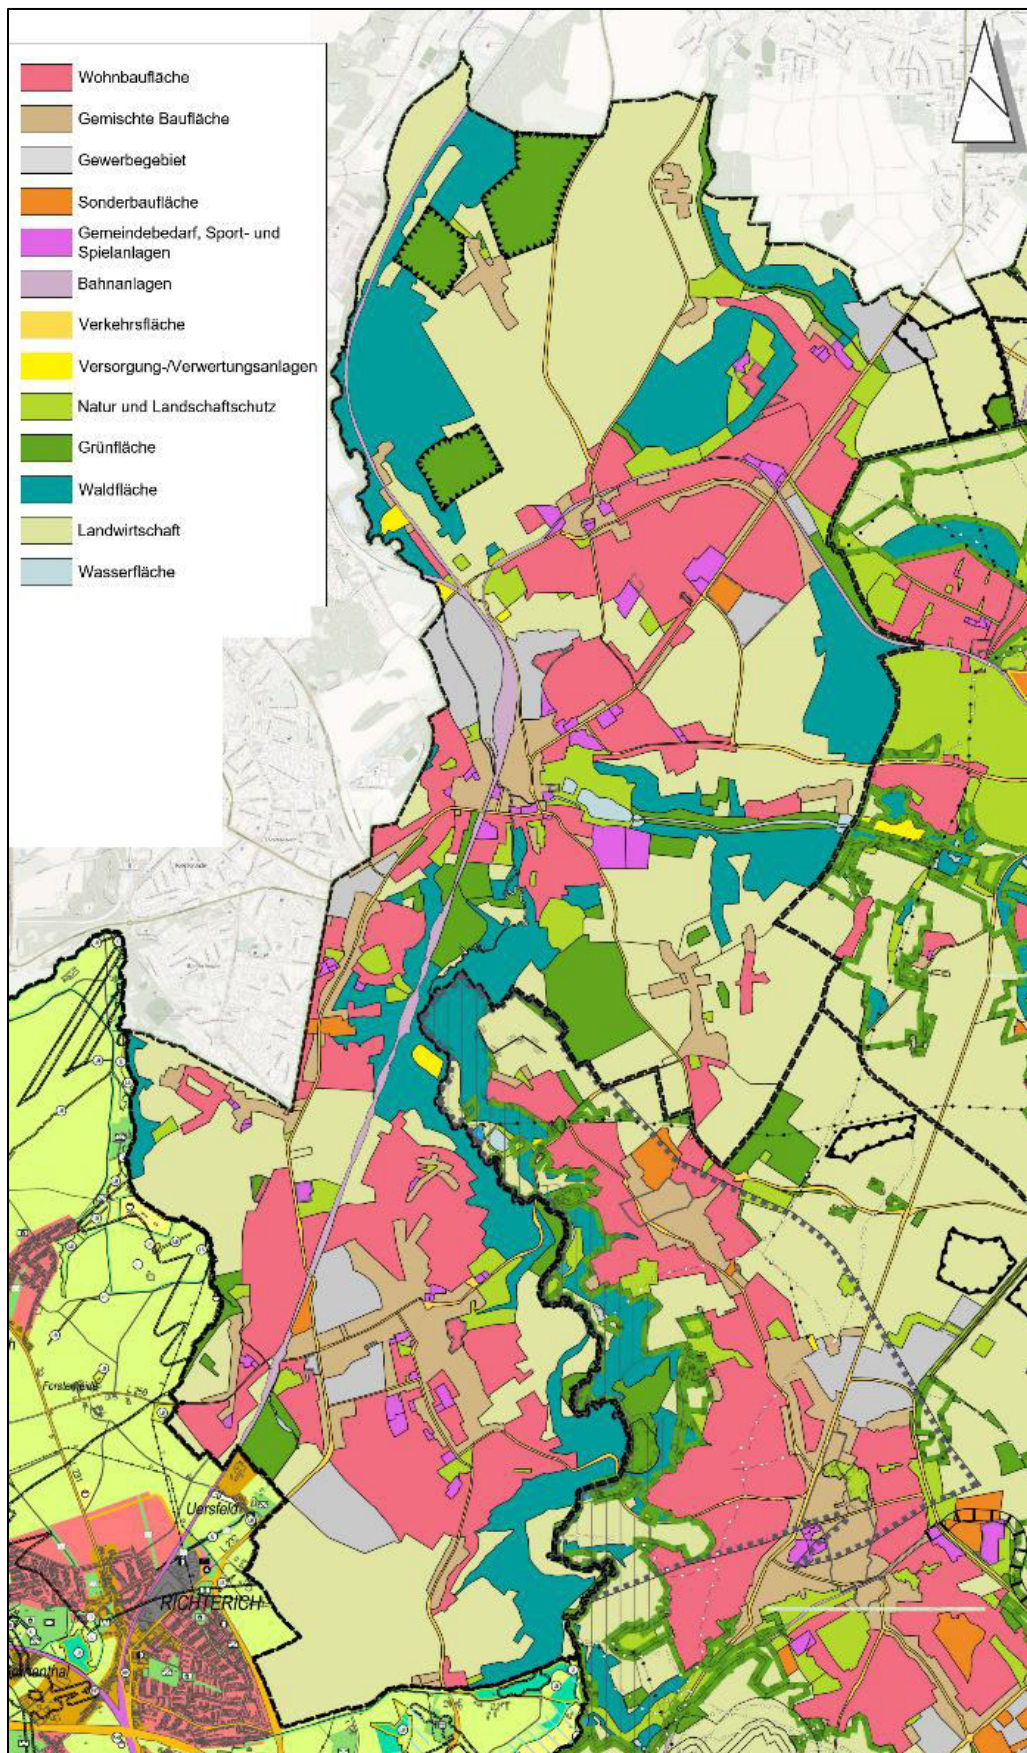 Wohnbaufläche
Gemischte Baufläche
Gewerbegebiet
Sonderbaufläche
Gemeindebedarf, Sport- und
Spielanlagen
Bahnanlagen
Verkehrsfläche
Versorgung-/Verwertungsanlagen
Natur und Landschaftschutz
Grünfläche
Waldfläche
Landwirtschaft
Wasserfläche
Uersfeld
RICHTERICH